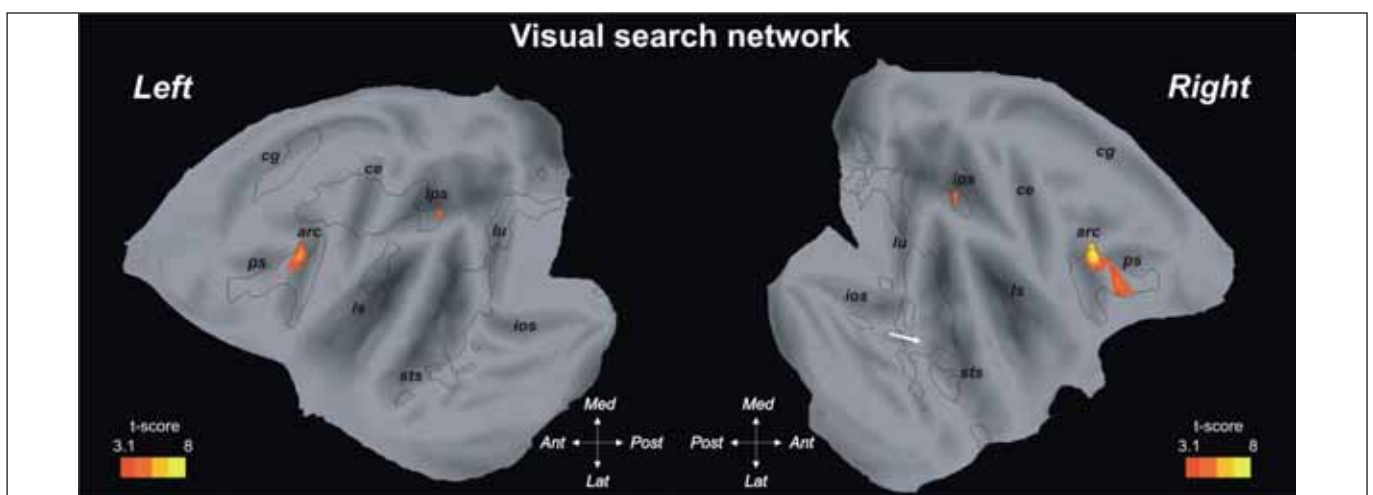 Visual search network
Left
Right
cg
ce
ips
arc
ps
lu
ls
ios
sts
cg
ips
ce
arc
lu
ps
ls
ios
sts
t-score
3.1 8
Med
Ant Post
Lat
Med
Post Ant
Lat
t-score
3.1 8